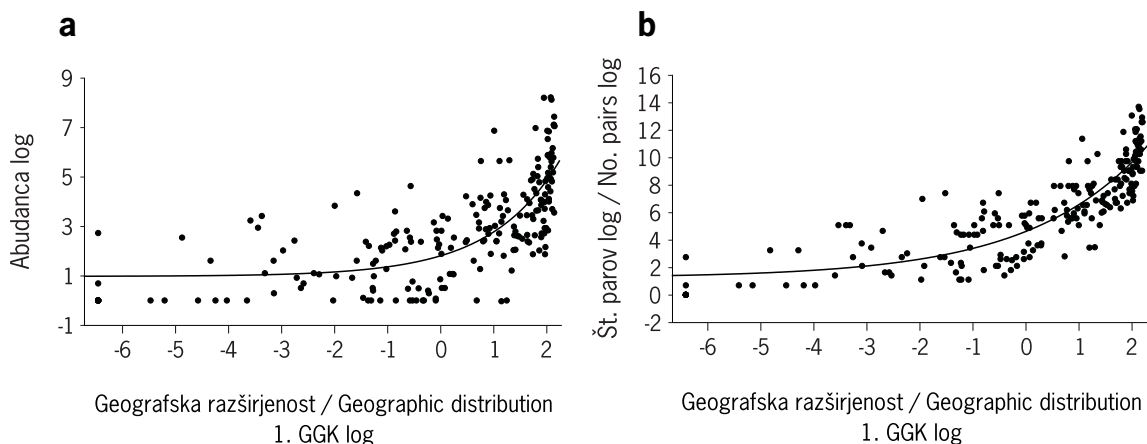 a
9
7
5
3
1
-1
Abudanca log
-6 -5 -4 -3 -2 -1 0 1 2
Geografska razširjenost / Geographic distribution
1. GGK log
b
16
14
12
10
8
6
4
2
0
-2
Št. parov log / No. pairs log
-6 -5 -4 -3 -2 -1 0 1 2
Geografska razširjenost / Geographic distribution
1. GGK log